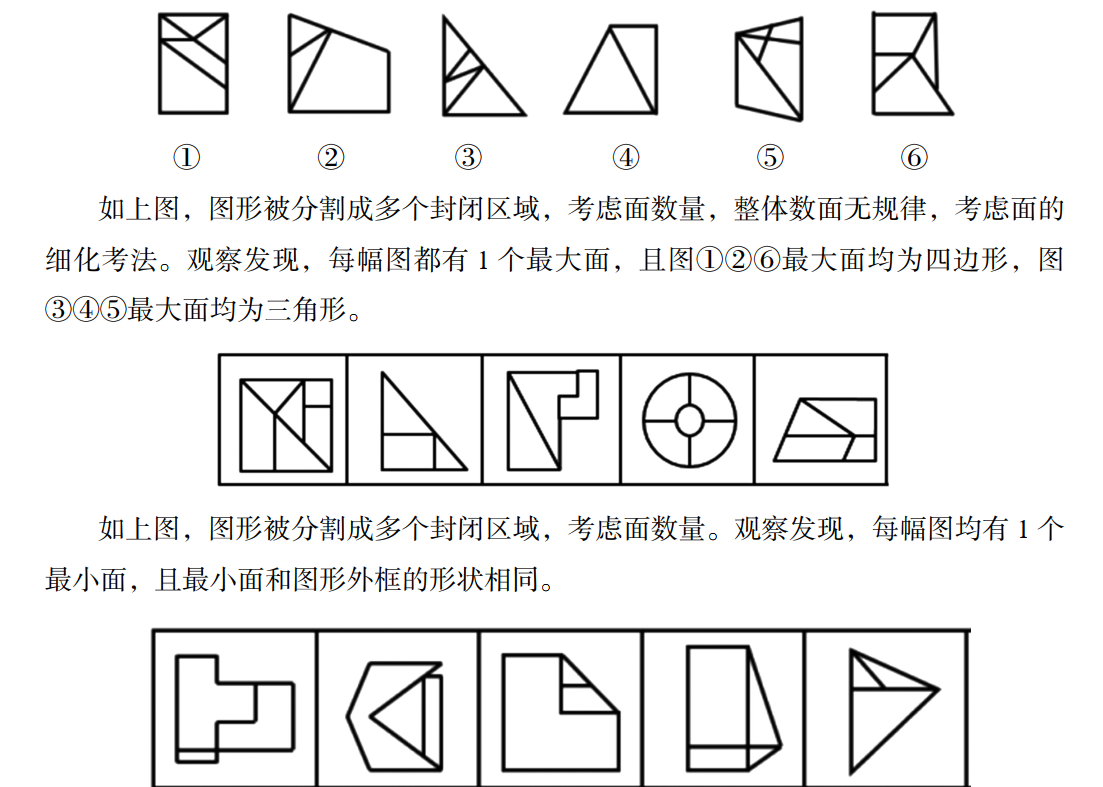 ① ② ③ ④ ⑤ ⑥
如上图，图形被分割成多个封闭区域，考虑面数量，整体数面无规律，考虑面的
细化考法。观察发现，每幅图都有 1 个最大面，且图①②⑥最大面均为四边形，图
③④⑤最大面均为三角形。
如上图，图形被分割成多个封闭区域，考虑面数量。观察发现，每幅图均有 1 个
最小面，且最小面和图形外框的形状相同。